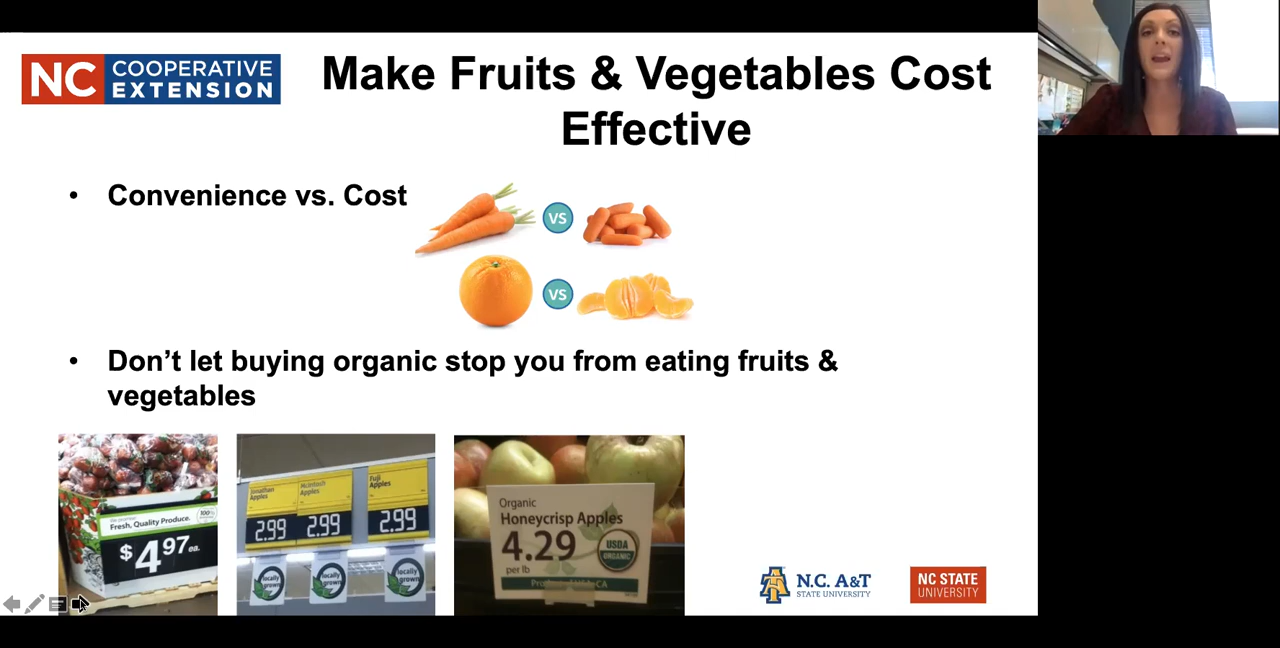 NC COOPERATIVE
EXTENSION
Make Fruits & Vegetables Cost
Effective
• Convenience vs. Cost
VS
VS
• Don’t let buying organic stop you from eating fruits &
vegetables
Fresh, Quality Produce.
100%
$4.97 ea.
Jonathan
Apples
2.99
McIntosh
Apples
2.99
Fuji
Apples
2.99
locally
grown
locally
grown
locally
grown
Organic
Honeycrisp Apples
4.29
per lb
USDA
ORGANIC
N.C. A&T
STATE UNIVERSITY
NC STATE
UNIVERSITY